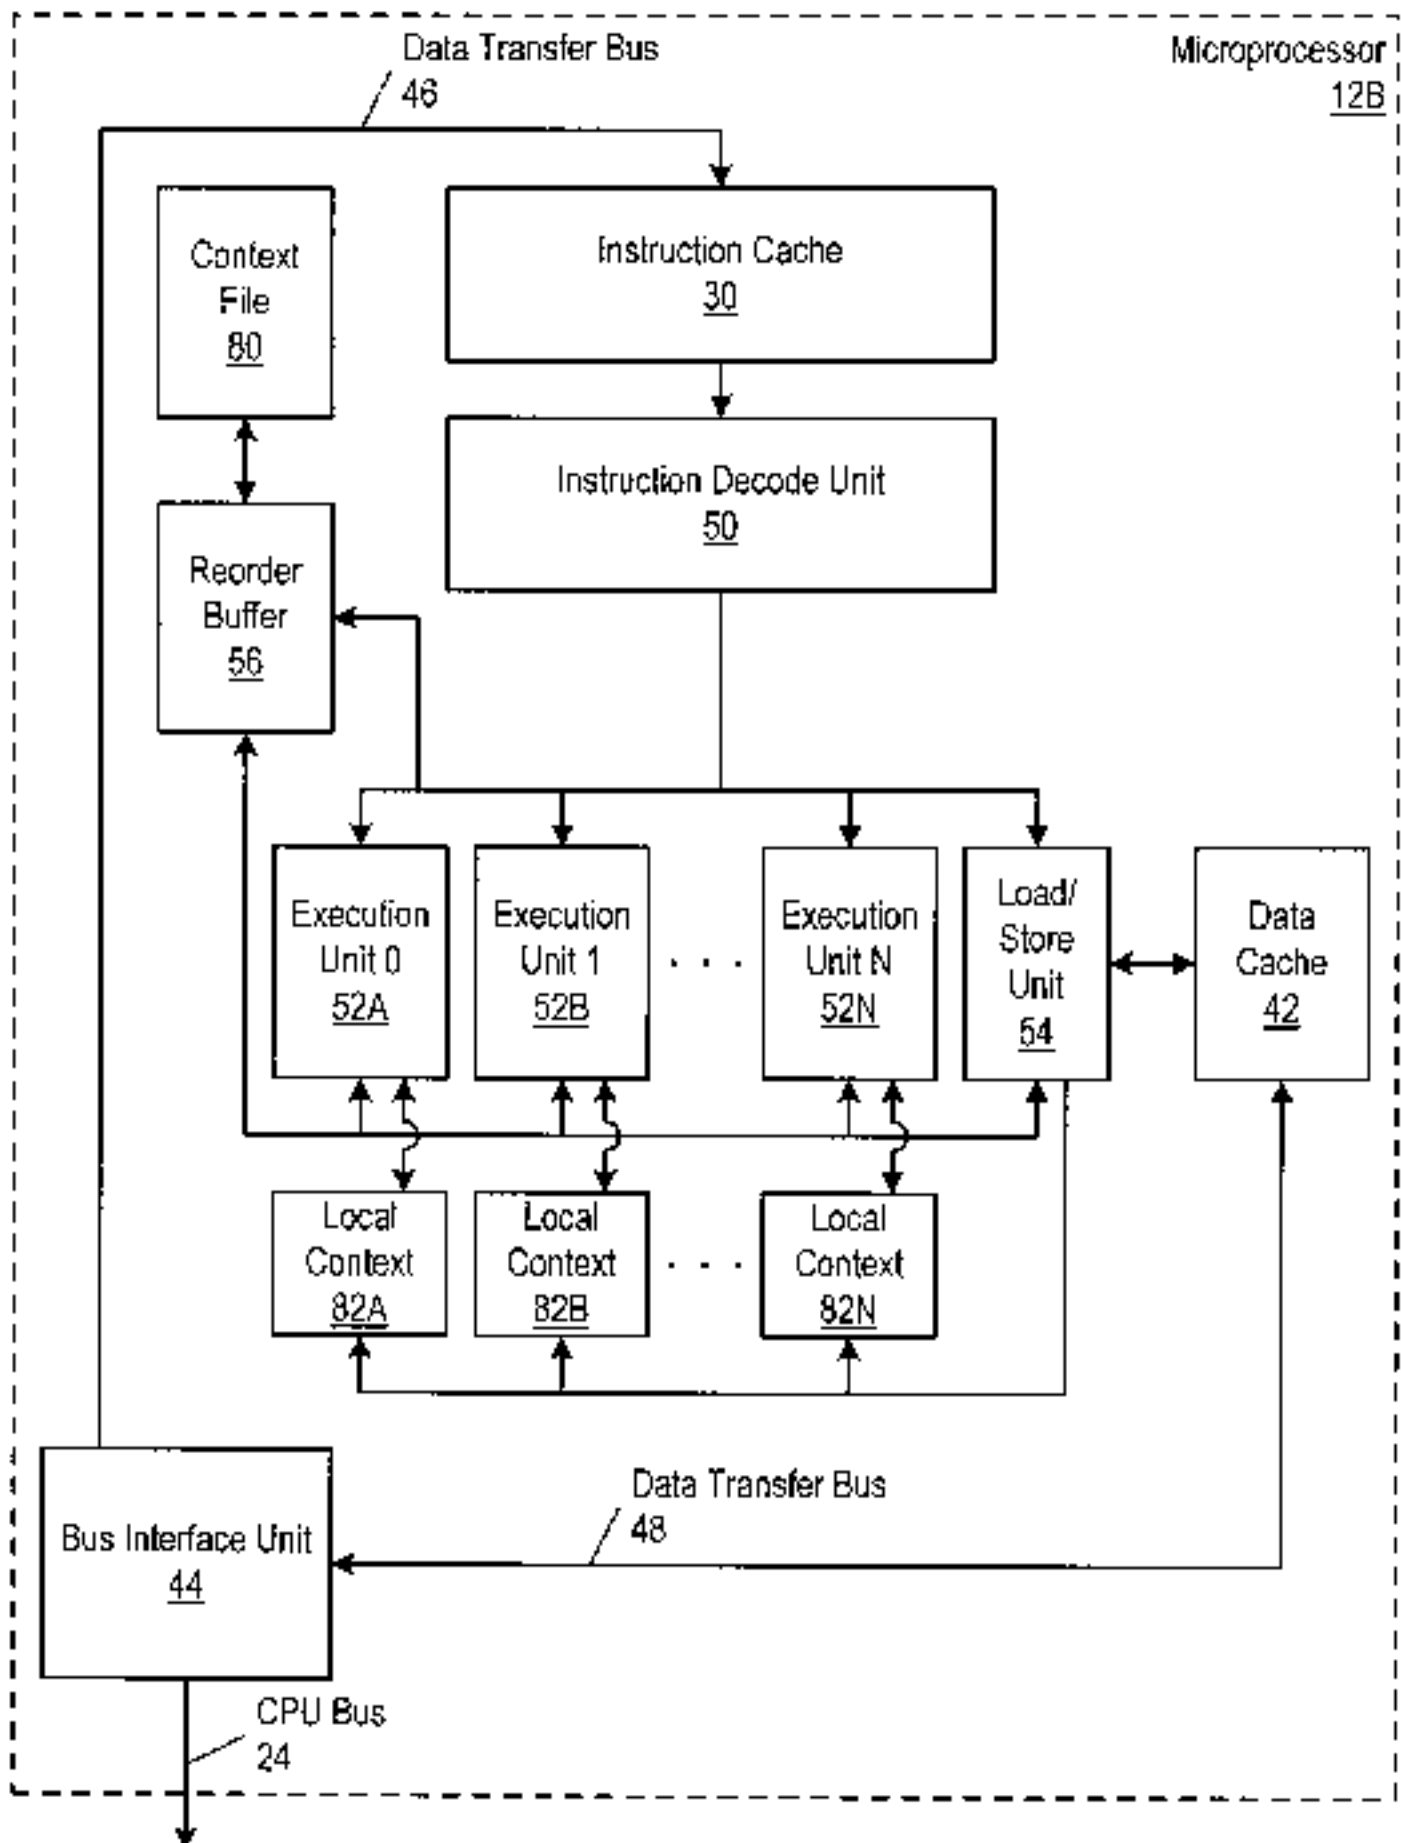 Data Transfer Bus
46
Microprocessor
12B
Context
File
80
Instruction Cache
30
Instruction Decode Unit
50
Reorder
Buffer
56
Execution
Unit 0
52A
Execution
Unit 1
52B
. . .
Execution
Unit N
52N
Load/
Store
Unit
54
Data
Cache
42
Local
Context
82A
Local
Context
82B
. . .
Local
Context
82N
Data Transfer Bus
48
Bus Interface Unit
44
CPU Bus
24